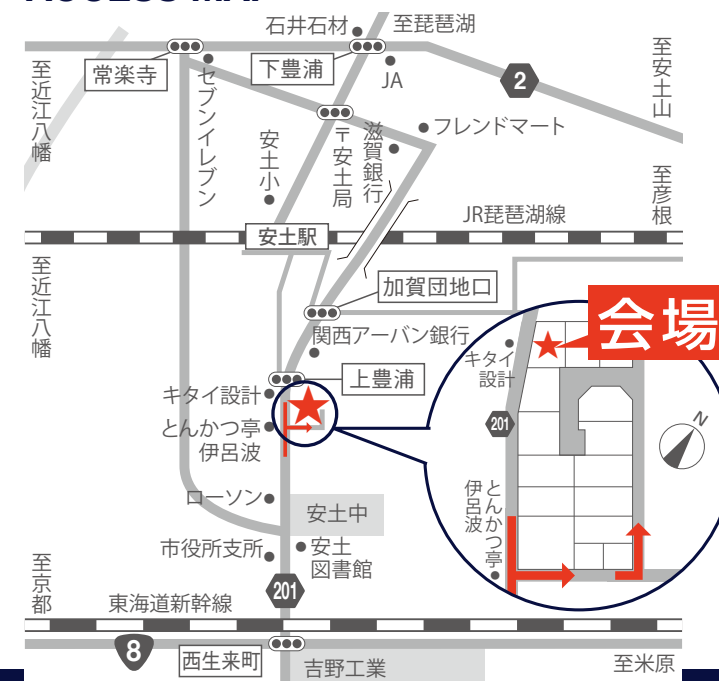 石井石材
至琵琶湖
常楽寺
下豊浦
JA
2
至安土山
至近江八幡
セブンイレブン
安土小
〒安土局
滋賀銀行
フレンドマート
至彦根
JR琵琶湖線
安土駅
至近江八幡
加賀団地口
関西アーバン銀行
上豊浦
キタイ設計
とんかつ亭
伊呂波
会場
キタイ
設計
201
N
とんかつ亭
伊呂波
ローソン
安土中
市役所支所
安土
図書館
至京都
201
東海道新幹線
8
西生来町
吉野工業
至米原